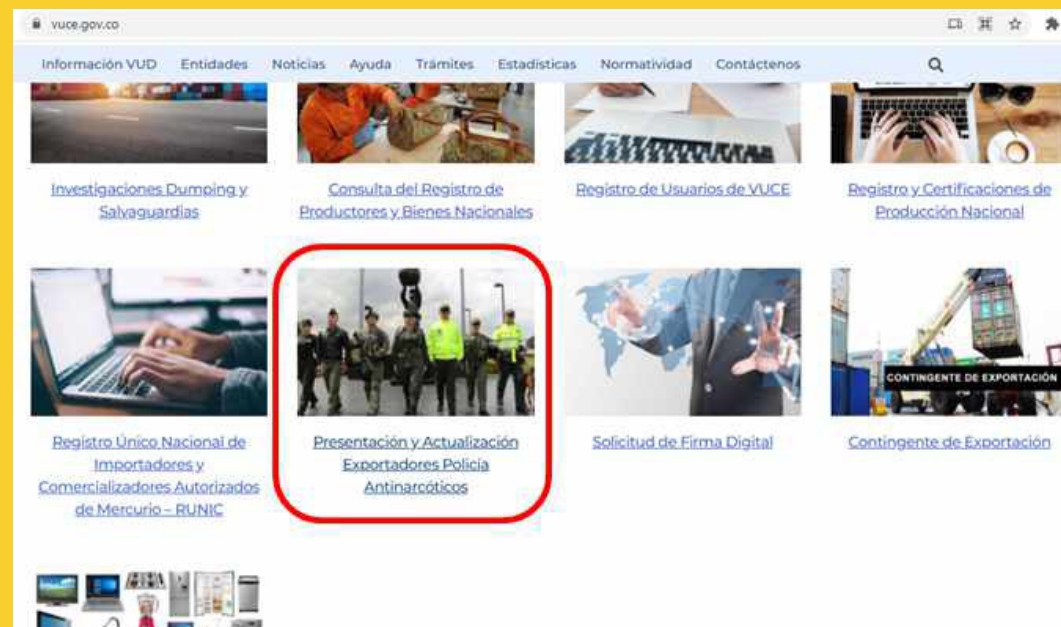 vuce.gov.co
Información VUD Entidades Noticias Ayuda Trámites Estadísticas Normatividad Contáctenos
Investigaciones Dumping y
Salvaguardias
Consulta del Registro de
Productores y Bienes Nacionales
Registro de Usuarios de VUCE
Registro y Certificaciones de
Producción Nacional
CONTINGENTE DE EXPORTACIÓN
Registro Único Nacional de
Importadores y
Comercializadores Autorizados
de Mercurio – RUNIC
Presentación y Actualización
Exportadores Policía
Antinarcóticos
Solicitud de Firma Digital
Contingente de Exportación